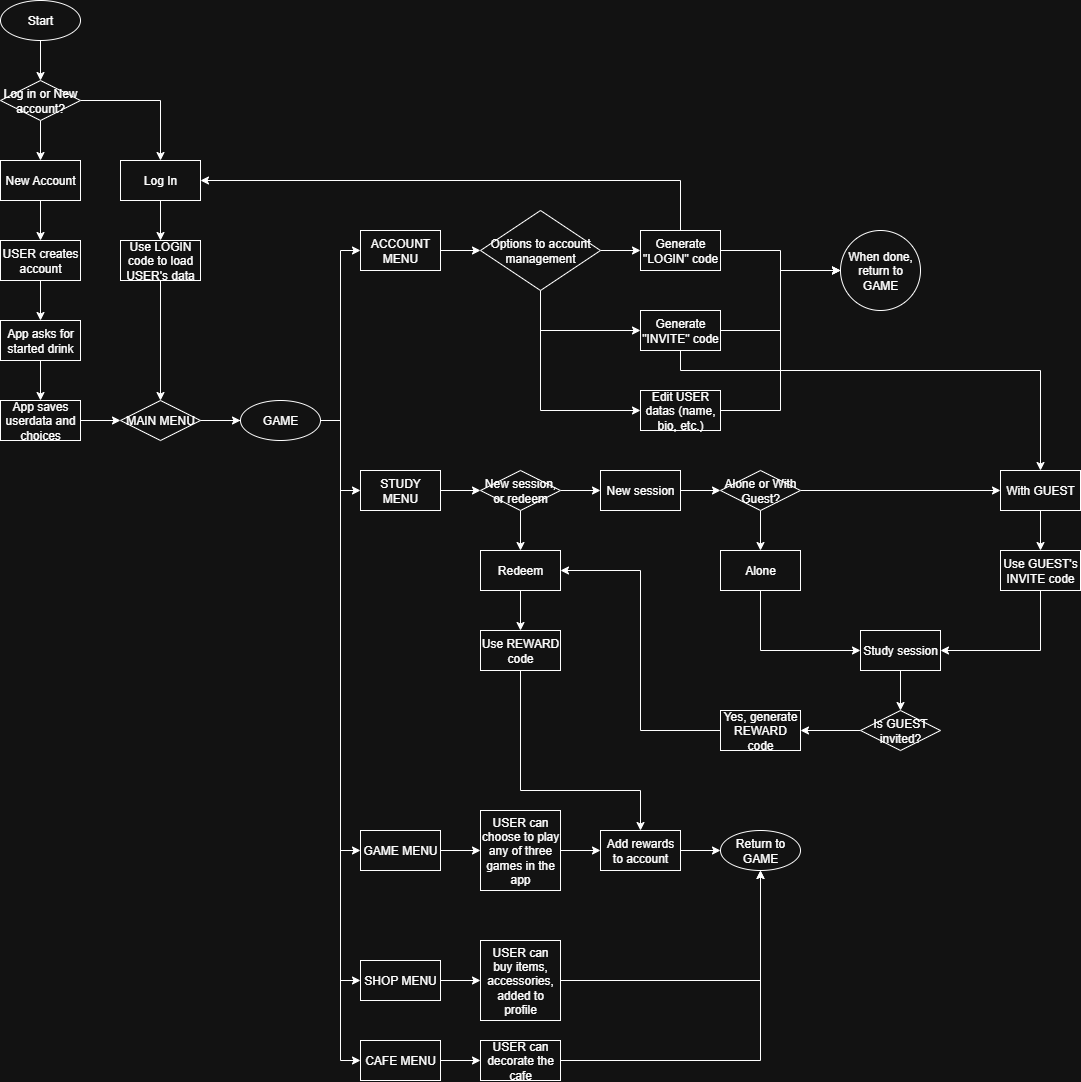 Start
Log in or New
account?
New Account
Log In
USER creates
account
Use LOGIN
code to load
USER's data
App asks for
started drink
App saves
userdata and
choices
MAIN MENU
GAME
ACCOUNT
MENU
Options to account
management
Generate
"LOGIN" code
When done,
return to
GAME
Generate
"INVITE" code
Edit USER
datas (name,
bio, etc.)
STUDY
MENU
New session,
or redeem
New session
Alone or With
Guest?
With GUEST
Redeem
Alone
Use GUEST's
INVITE code
Use REWARD
code
Study session
Yes, generate
REWARD
code
Is GUEST
invited?
GAME MENU
USER can
choose to play
any of three
games in the
app
Add rewards
to account
Return to
GAME
SHOP MENU
USER can
buy items,
accessories,
added to
profile
CAFE MENU
USER can
decorate the
cafe